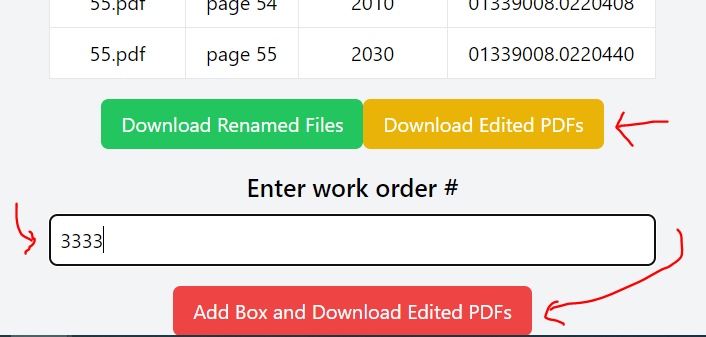 55.pdf page 54 2010 01339008.0220408
55.pdf page 55 2030 01339008.0220440
Download Renamed Files Download Edited PDFs
Enter work order #
3333
Add Box and Download Edited PDFs